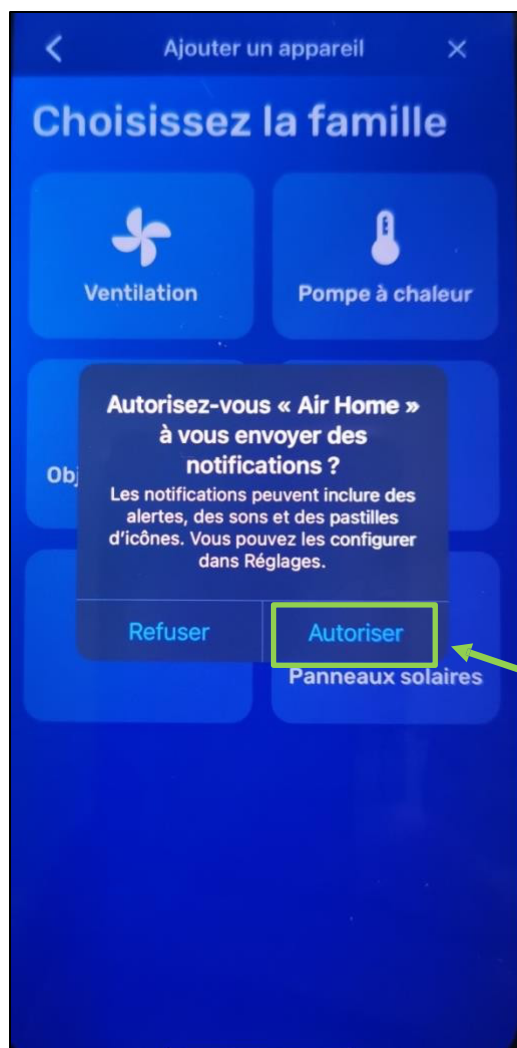 Ajouter un appareil
Choisissez la famille
Ventilation
Pompe à chaleur
Autorisez-vous « Air Home »
à vous envoyer des
notifications ?
Obj
Les notifications peuvent inclure des
alertes, des sons et des pastilles
d'icônes. Vous pouvez les configurer
dans Réglages.
Refuser
Autoriser
Panneaux solaires